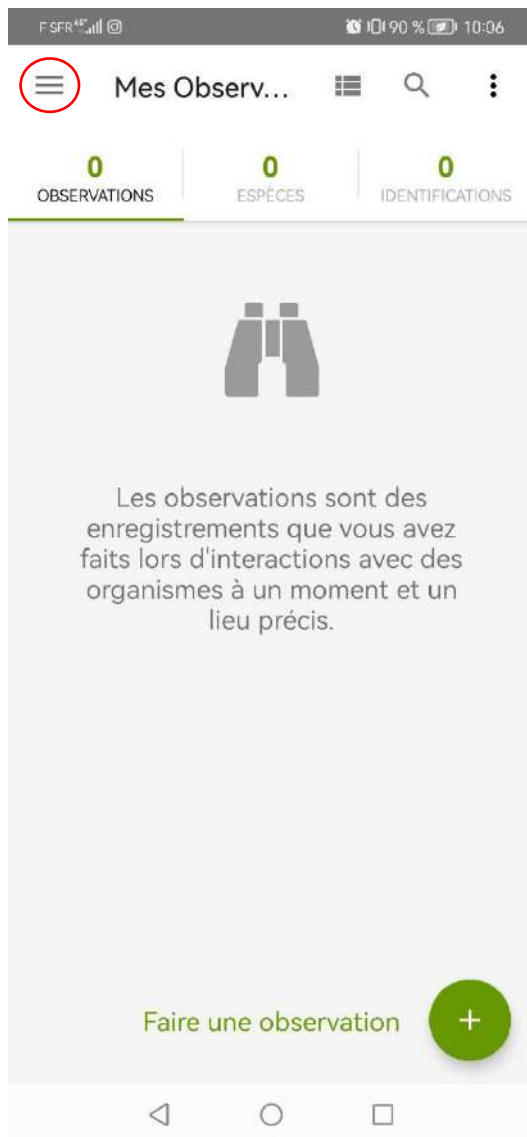 F SFR 90 % 10:06
Mes Observ...
0 0 0
OBSERVATIONS ESPÈCES IDENTIFICATIONS
Les observations sont des
enregistrements que vous avez
faits lors d'interactions avec des
organismes à un moment et un
lieu précis.
Faire une observation +